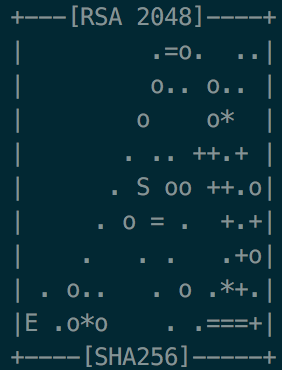 +---[RSA 2048]----+
|         .=o.  ..|
|         o.. o.. |
|        o    o*  |
|       . .. ++.+ |
|      . S oo ++.o|
|     . o = .  +.+|
|    .   . .   .+o|
| . o..   . o .*+.|
|E .o*o    . .===+|
+----[SHA256]-----+